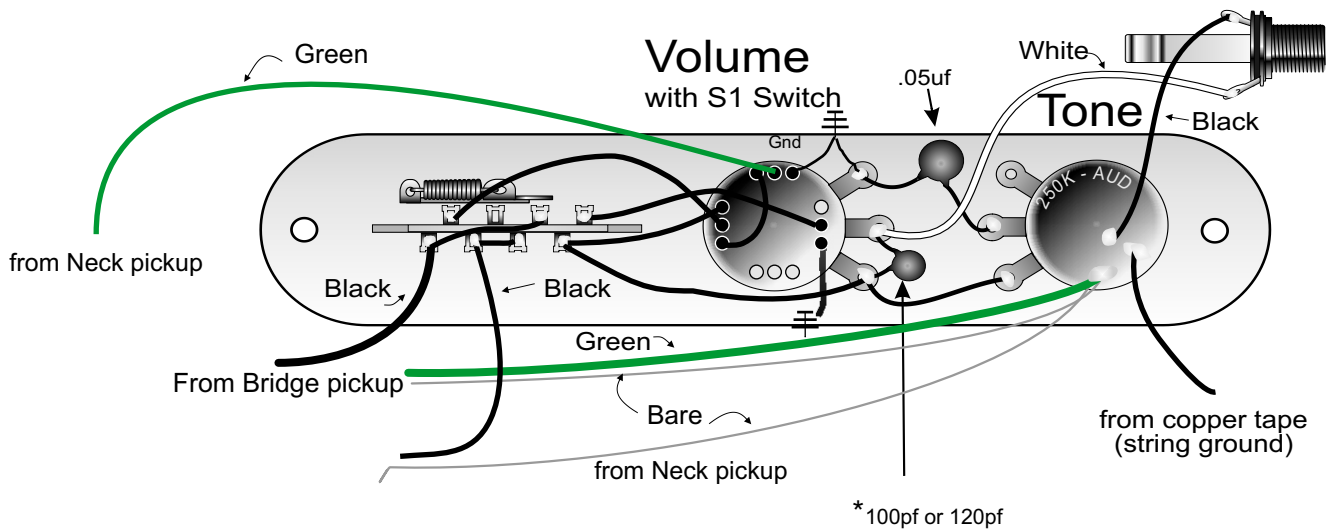 Green
Volume
with S1 Switch
.05uf
White
Tone
Black
Gnd
250K - AUD
from Neck pickup
Black
Black
Green
From Bridge pickup
Bare
from Neck pickup
from copper tape
(string ground)
*100pf or 120pf